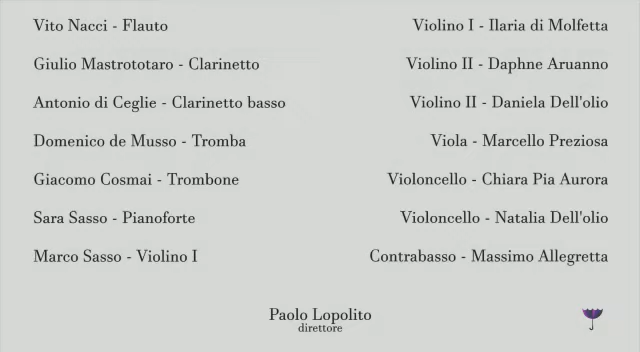 Vito Nacci - Flauto
Giulio Mastrototaro - Clarinetto
Antonio di Ceglie - Clarinetto basso
Domenico de Musso - Tromba
Giacomo Cosmai - Trombone
Sara Sasso - Pianoforte
Marco Sasso - Violino I
Violino I - Ilaria di Molfetta
Violino II - Daphne Aruanno
Violino II - Daniela Dell'olio
Viola - Marcello Preziosa
Violoncello - Chiara Pia Aurora
Violoncello - Natalia Dell'olio
Contrabasso - Massimo Allegretta
Paolo Lopolito
direttore